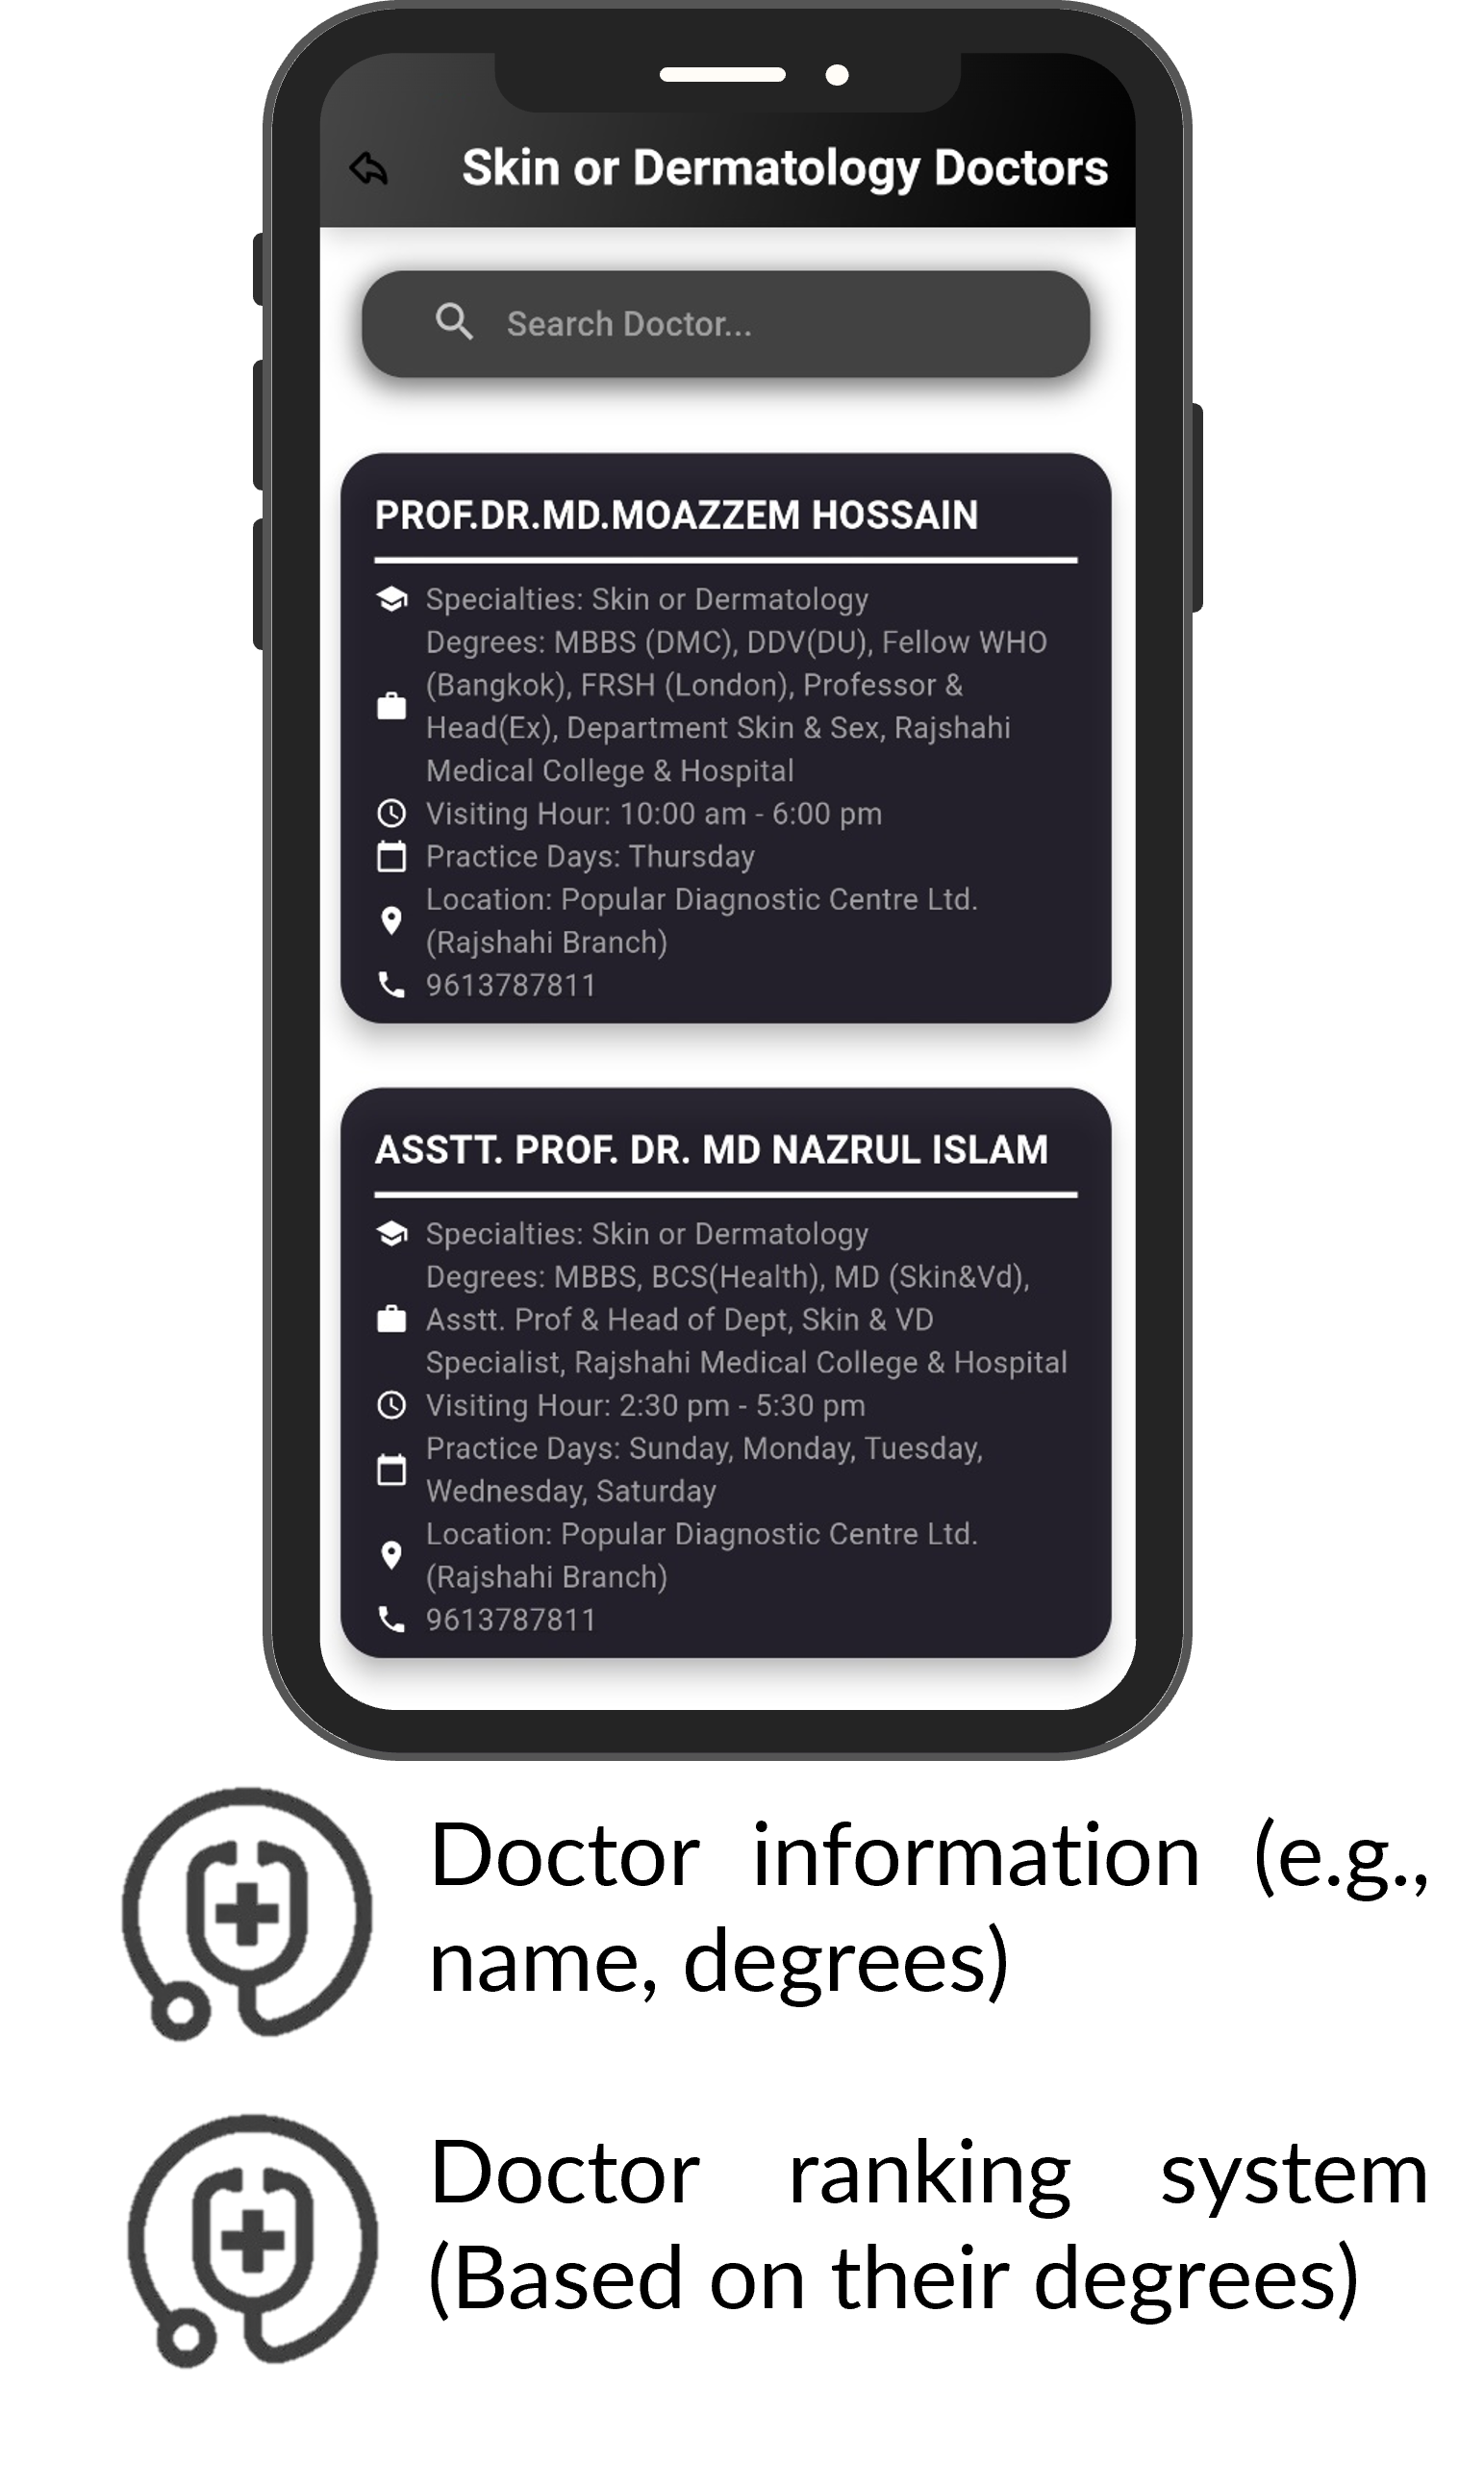 Skin or Dermatology Doctors
Search Doctor...
PROF.DR.MD.MOAZZEM HOSSAIN
Specialties: Skin or Dermatology
Degrees: MBBS (DMC), DDV(DU), Fellow WHO
(Bangkok), FRSH (London), Professor &
Head(Ex), Department Skin & Sex, Rajshahi
Medical College & Hospital
Visiting Hour: 10:00 am - 6:00 pm
Practice Days: Thursday
Location: Popular Diagnostic Centre Ltd.
(Rajshahi Branch)
9613787811
ASSTT. PROF. DR. MD NAZRUL ISLAM
Specialties: Skin or Dermatology
Degrees: MBBS, BCS(Health), MD (Skin&Vd),
Asstt. Prof & Head of Dept, Skin & VD
Specialist, Rajshahi Medical College & Hospital
Visiting Hour: 2:30 pm - 5:30 pm
Practice Days: Sunday, Monday, Tuesday,
Wednesday, Saturday
Location: Popular Diagnostic Centre Ltd.
(Rajshahi Branch)
9613787811
Doctor information (e.g.,
name, degrees)
Doctor ranking system
(Based on their degrees)